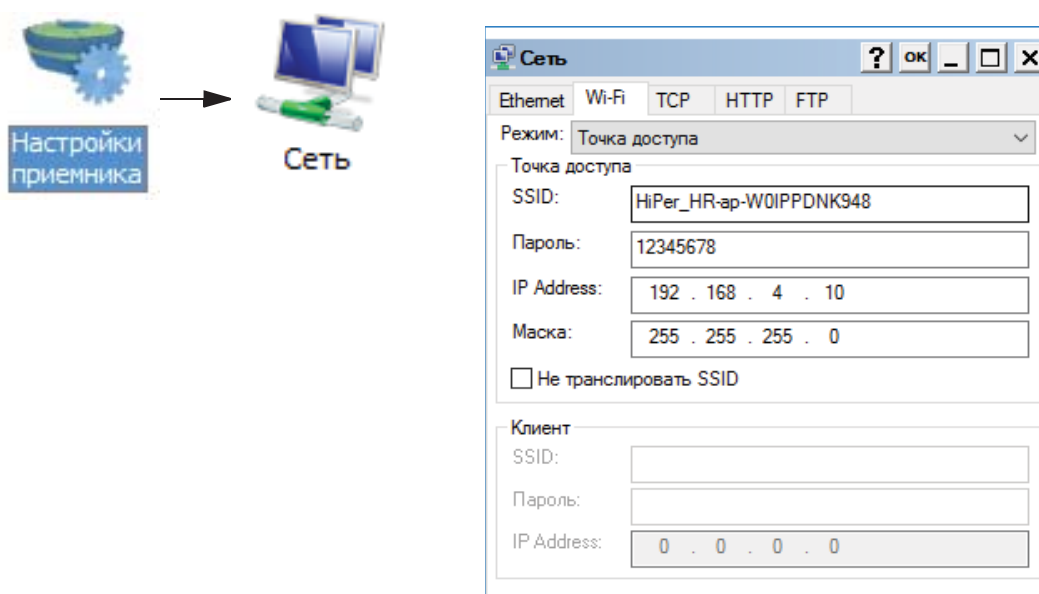 Настройки
приемника
Сеть
Сеть
? ОК
Ethernet Wi-Fi TCP HTTP FTP
Режим: Точка доступа
Точка доступа
SSID: HiPer_HR-ap-W0IPPDNK948
Пароль: 12345678
IP Address: 192 . 168 . 4 . 10
Маска: 255 . 255 . 255 . 0
Не транслировать SSID
Клиент
SSID:
Пароль:
IP Address: 0 . 0 . 0 . 0